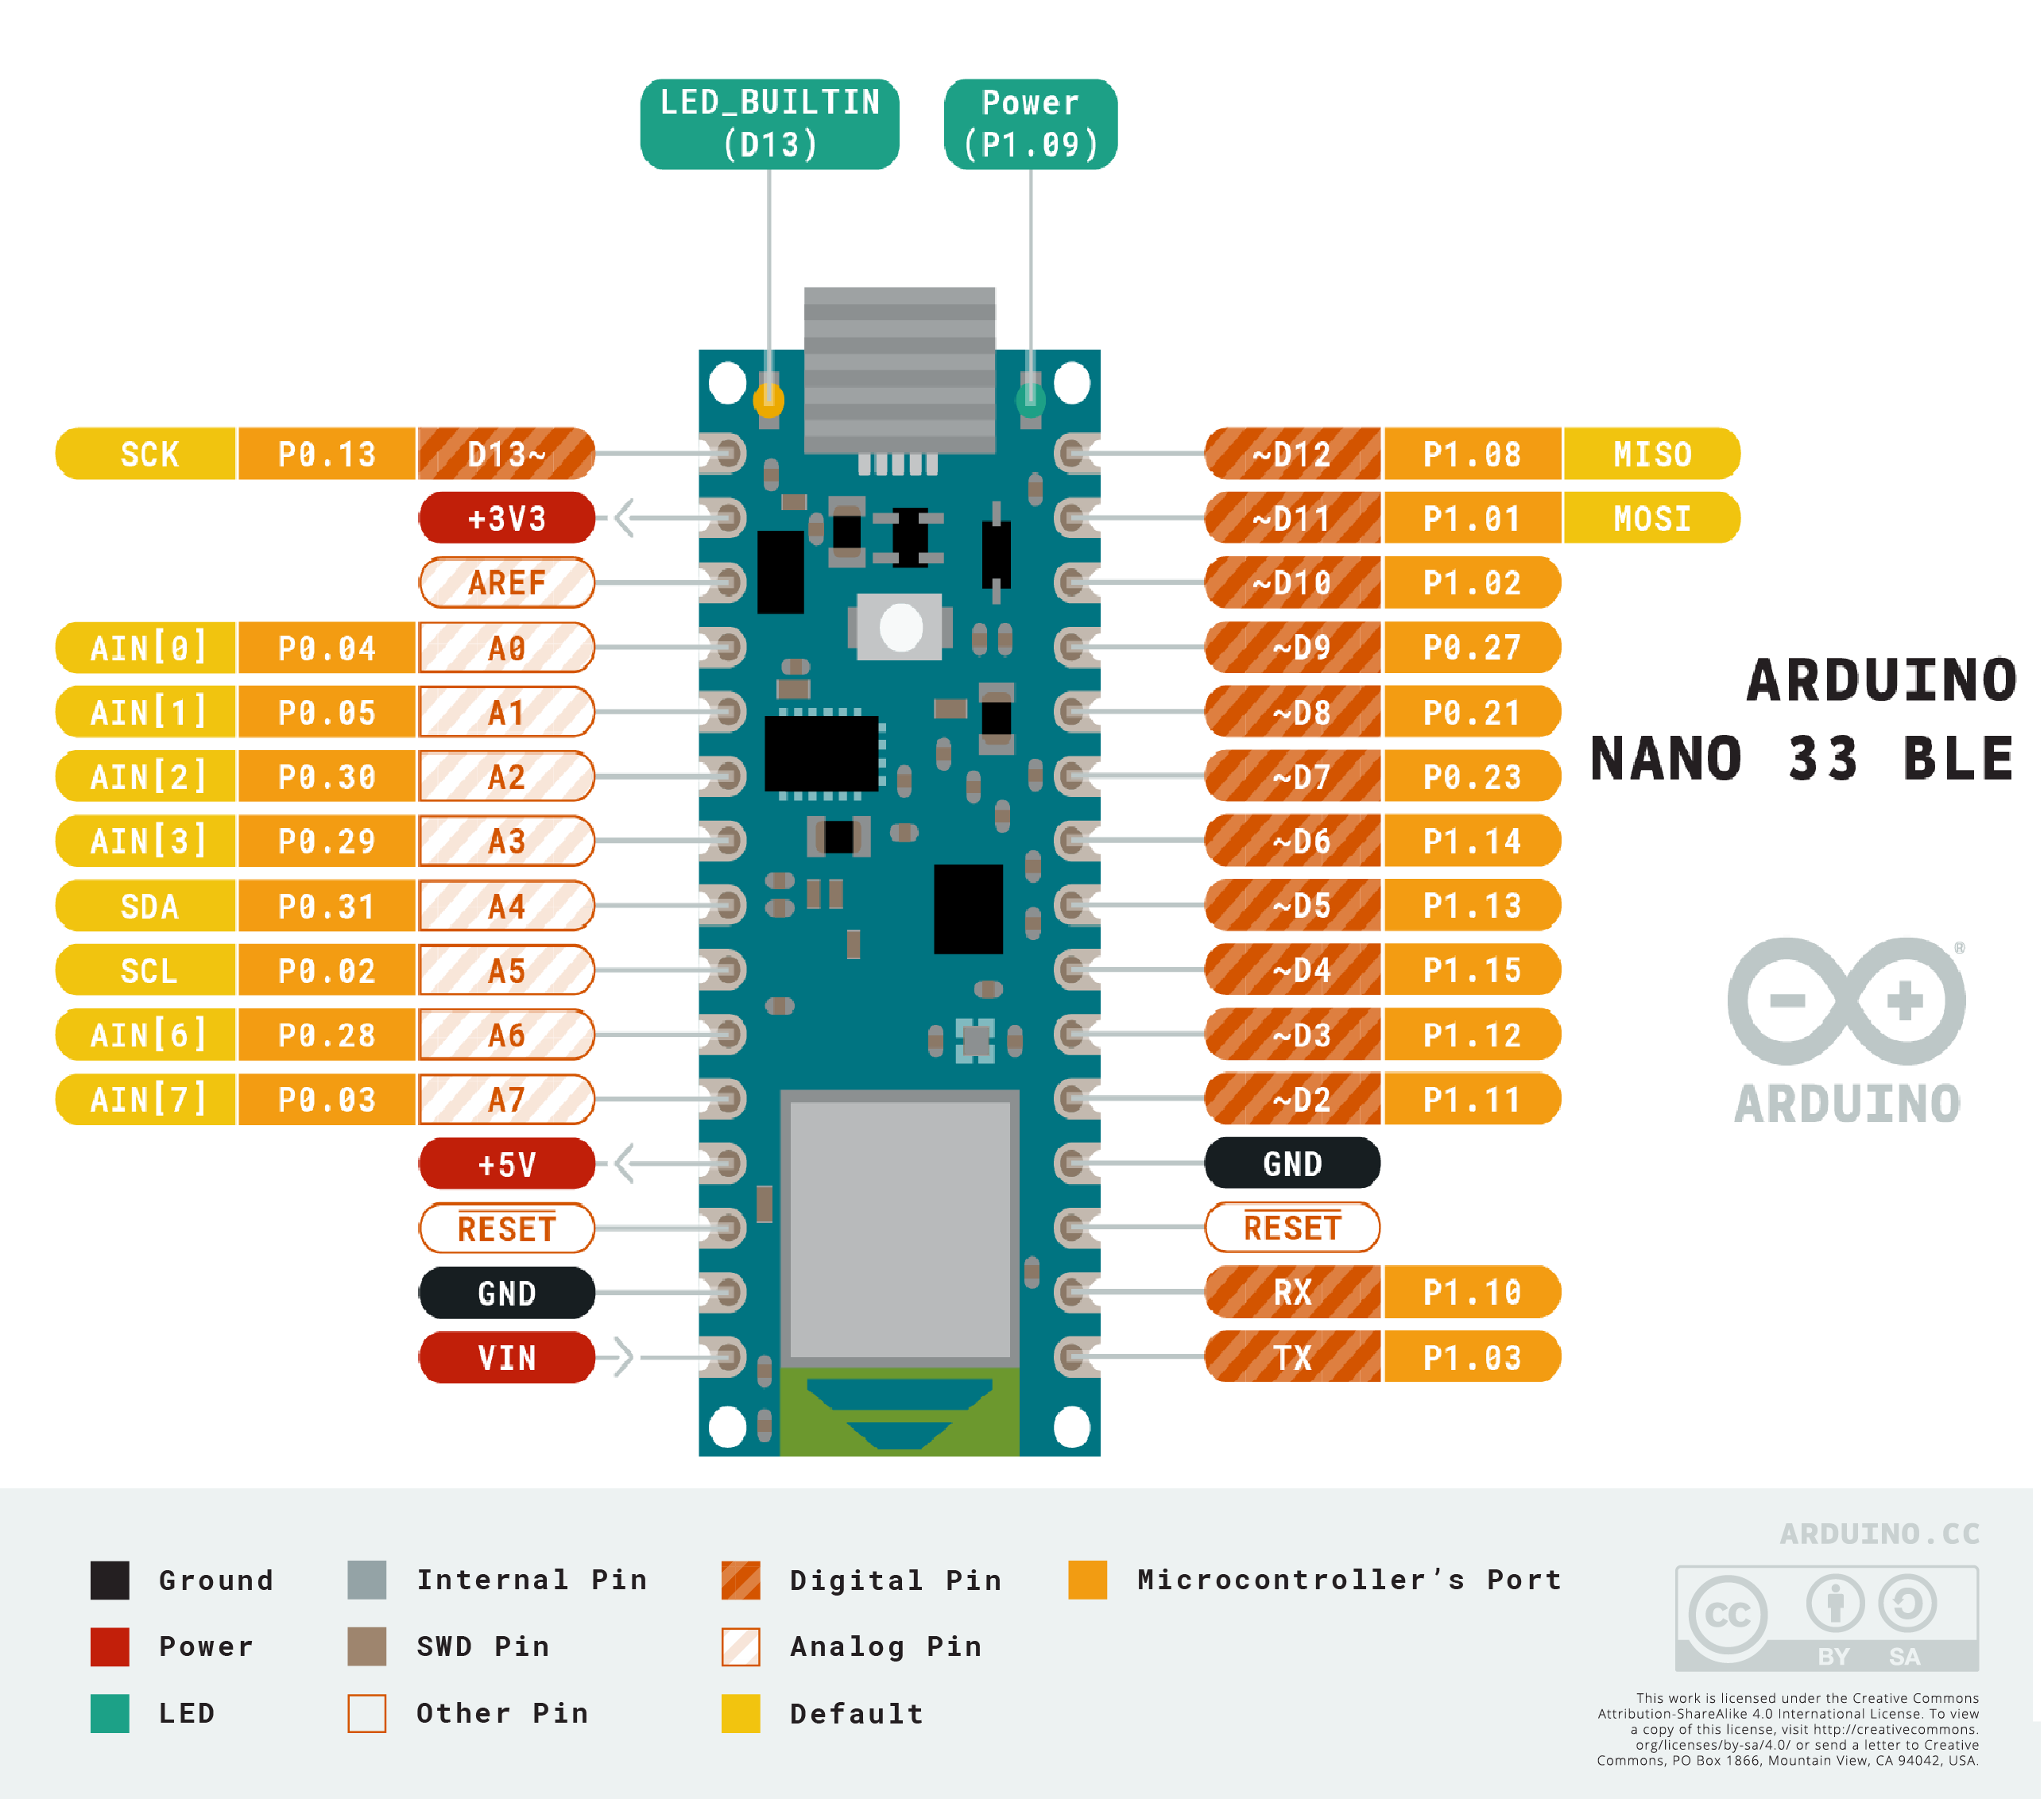 LED_BUILTIN
(D13)
Power
(P1.09)
SCK P0.13 D13~
+3V3
AREF
AIN[0] P0.04 A0
AIN[1] P0.05 A1
AIN[2] P0.30 A2
AIN[3] P0.29 A3
SDA P0.31 A4
SCL P0.02 A5
AIN[6] P0.28 A6
AIN[7] P0.03 A7
+5V
RESET
GND
VIN
~D12 P1.08 MISO
~D11 P1.01 MOSI
~D10 P1.02
~D9 P0.27
~D8 P0.21
~D7 P0.23
~D6 P1.14
~D5 P1.13
~D4 P1.15
~D3 P1.12
~D2 P1.11
GND
RESET
RX P1.10
TX P1.03
ARDUINO
NANO 33 BLE
®
ARDUINO
Ground
Power
LED
Internal Pin
SWD Pin
Other Pin
Digital Pin
Analog Pin
Default
Microcontroller’s Port
ARDUINO.CC
cc
BY SA
This work is licensed under the Creative Commons
Attribution-ShareAlike 4.0 International License. To view
a copy of this license, visit http://creativecommons.
org/licenses/by-sa/4.0/ or send a letter to Creative
Commons, PO Box 1866, Mountain View, CA 94042, USA.